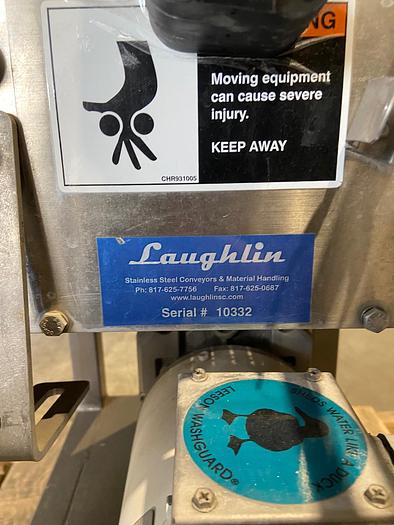 NG
Moving equipment
can cause severe
injury.
KEEP AWAY
CHR931005
Laughlin
Stainless Steel Conveyors & Material Handling
Ph: 817-625-7756 Fax: 817-625-0687
www.laughlinsc.com
Serial # 10332
SHEDS WATER LIKE A DUCK
LEESON WASHGUARD®